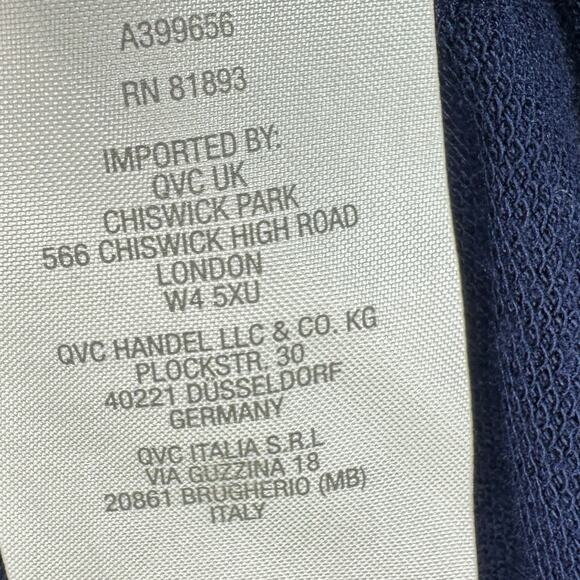 A399656
RN 81893
IMPORTED BY:
QVC UK
CHISWICK PARK
566 CHISWICK HIGH ROAD
LONDON
W4 5XU
QVC HANDEL LLC & CO. KG
PLOCKSTR. 30
40221 DÜSSELDORF
GERMANY
QVC ITALIA S.R.L
VIA GUZZINA 18
20861 BRUGHERIO (MB)
ITALY